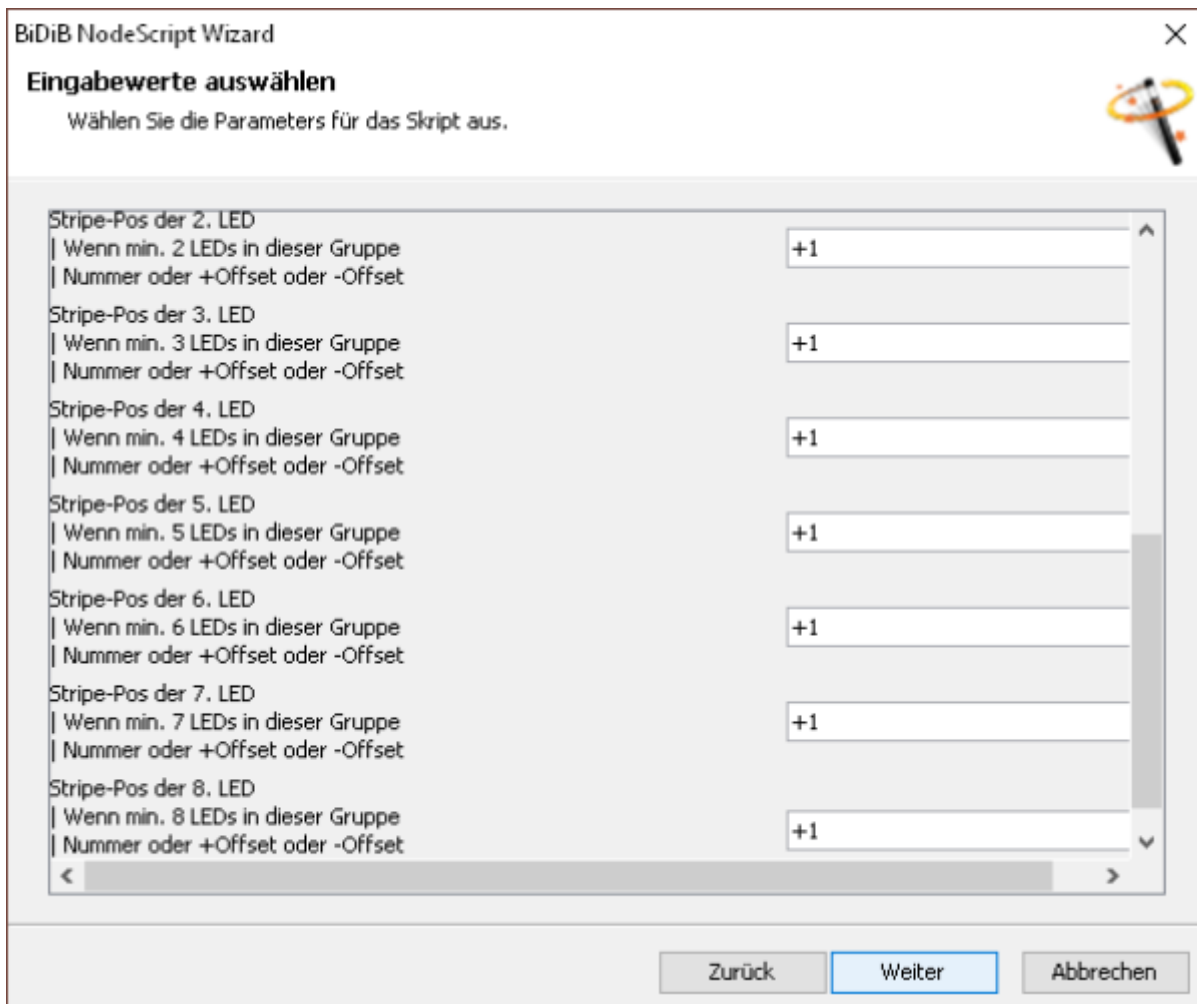 BiDiB NodeScript Wizard
Eingabewerte auswählen
Wählen Sie die Parameters für das Skript aus.
Stripe-Pos der 2. LED
| Wenn min. 2 LEDs in dieser Gruppe
+1
| Nummer oder +Offset oder -Offset
Stripe-Pos der 3. LED
| Wenn min. 3 LEDs in dieser Gruppe
+1
| Nummer oder +Offset oder -Offset
Stripe-Pos der 4. LED
| Wenn min. 4 LEDs in dieser Gruppe
+1
| Nummer oder +Offset oder -Offset
Stripe-Pos der 5. LED
| Wenn min. 5 LEDs in dieser Gruppe
+1
| Nummer oder +Offset oder -Offset
Stripe-Pos der 6. LED
| Wenn min. 6 LEDs in dieser Gruppe
+1
| Nummer oder +Offset oder -Offset
Stripe-Pos der 7. LED
| Wenn min. 7 LEDs in dieser Gruppe
+1
| Nummer oder +Offset oder -Offset
Stripe-Pos der 8. LED
| Wenn min. 8 LEDs in dieser Gruppe
+1
| Nummer oder +Offset oder -Offset
Zurück
Weiter
Abbrechen